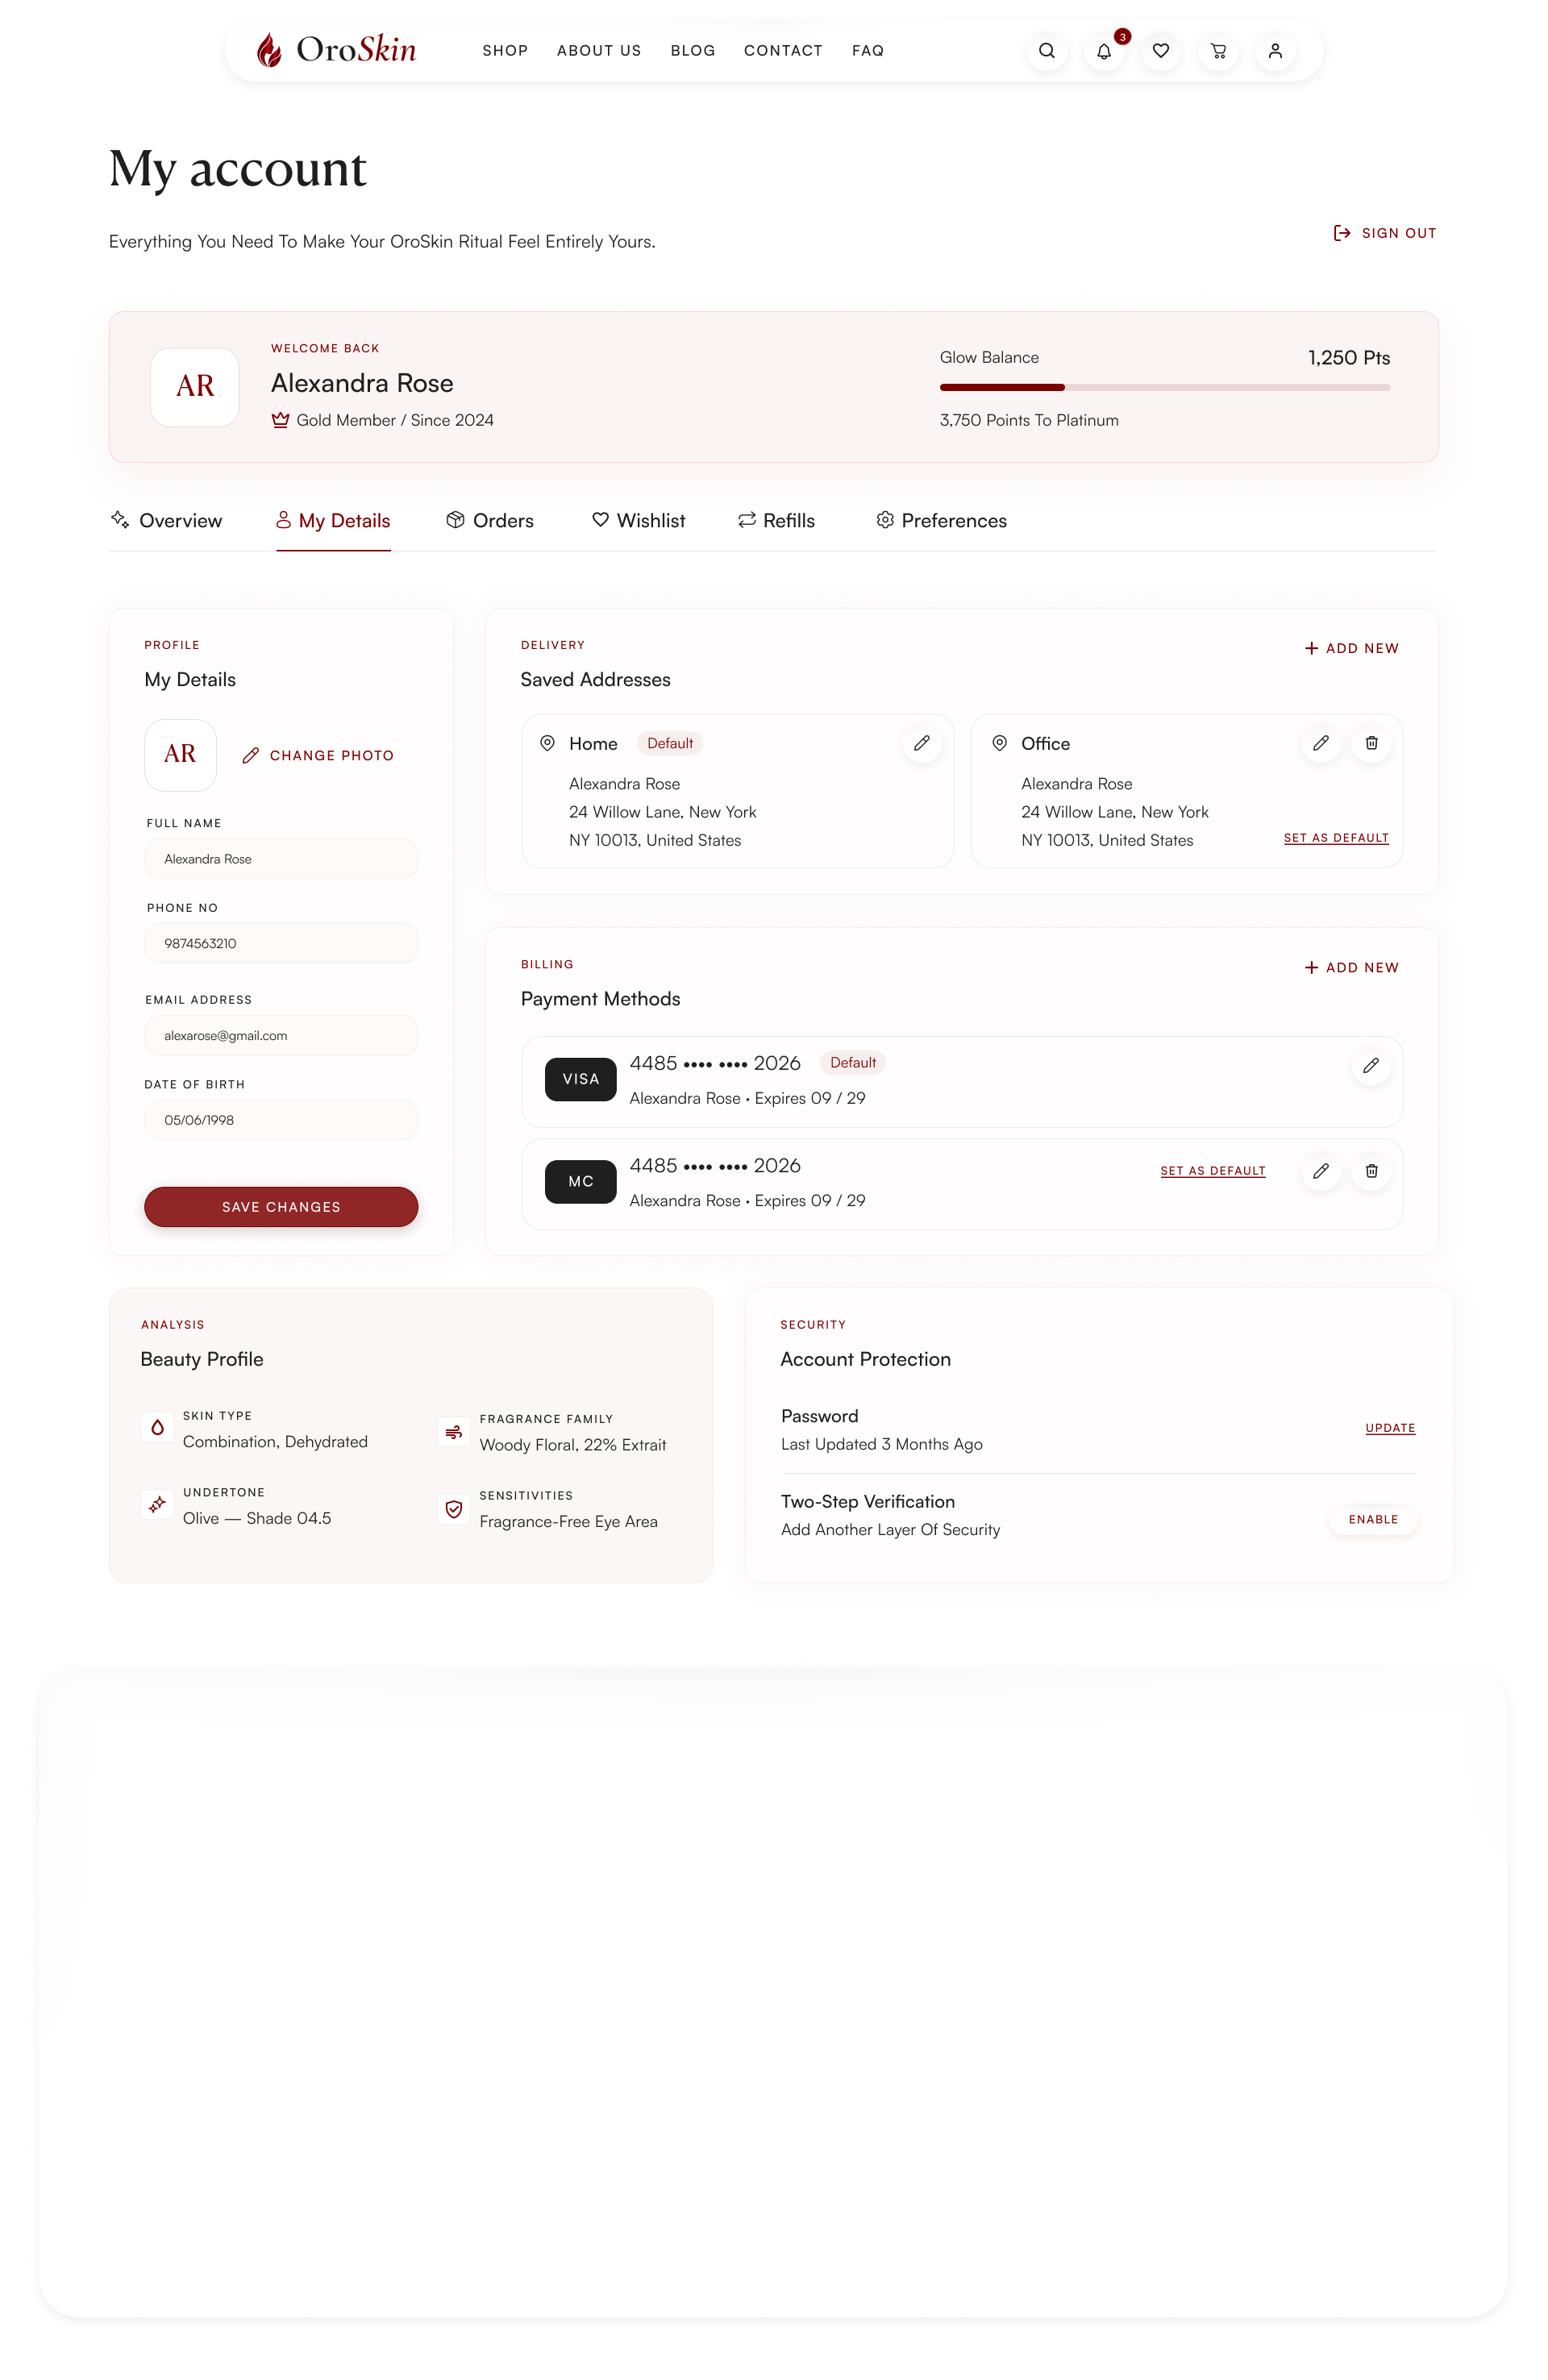 OroSkin
SHOP ABOUT US BLOG CONTACT FAQ
3
My account
Everything You Need To Make Your OroSkin Ritual Feel Entirely Yours.
SIGN OUT
AR
WELCOME BACK
Alexandra Rose
Gold Member / Since 2024
Glow Balance 1,250 Pts
3,750 Points To Platinum
Overview My Details Orders Wishlist Refills Preferences
PROFILE
My Details
AR
CHANGE PHOTO
FULL NAME
Alexandra Rose
PHONE NO
9874563210
EMAIL ADDRESS
alexarose@gmail.com
DATE OF BIRTH
05/06/1998
SAVE CHANGES
DELIVERY
Saved Addresses
ADD NEW
Home Default
Alexandra Rose
24 Willow Lane, New York
NY 10013, United States
Office
Alexandra Rose
24 Willow Lane, New York
NY 10013, United States
SET AS DEFAULT
BILLING
Payment Methods
ADD NEW
VISA
4485 •••• •••• 2026 Default
Alexandra Rose • Expires 09 / 29
MC
4485 •••• •••• 2026
Alexandra Rose • Expires 09 / 29
SET AS DEFAULT
ANALYSIS
Beauty Profile
SKIN TYPE
Combination, Dehydrated
FRAGRANCE FAMILY
Woody Floral, 22% Extrait
UNDERTONE
Olive — Shade 04.5
SENSITIVITIES
Fragrance-Free Eye Area
SECURITY
Account Protection
Password
Last Updated 3 Months Ago
UPDATE
Two-Step Verification
Add Another Layer Of Security
ENABLE